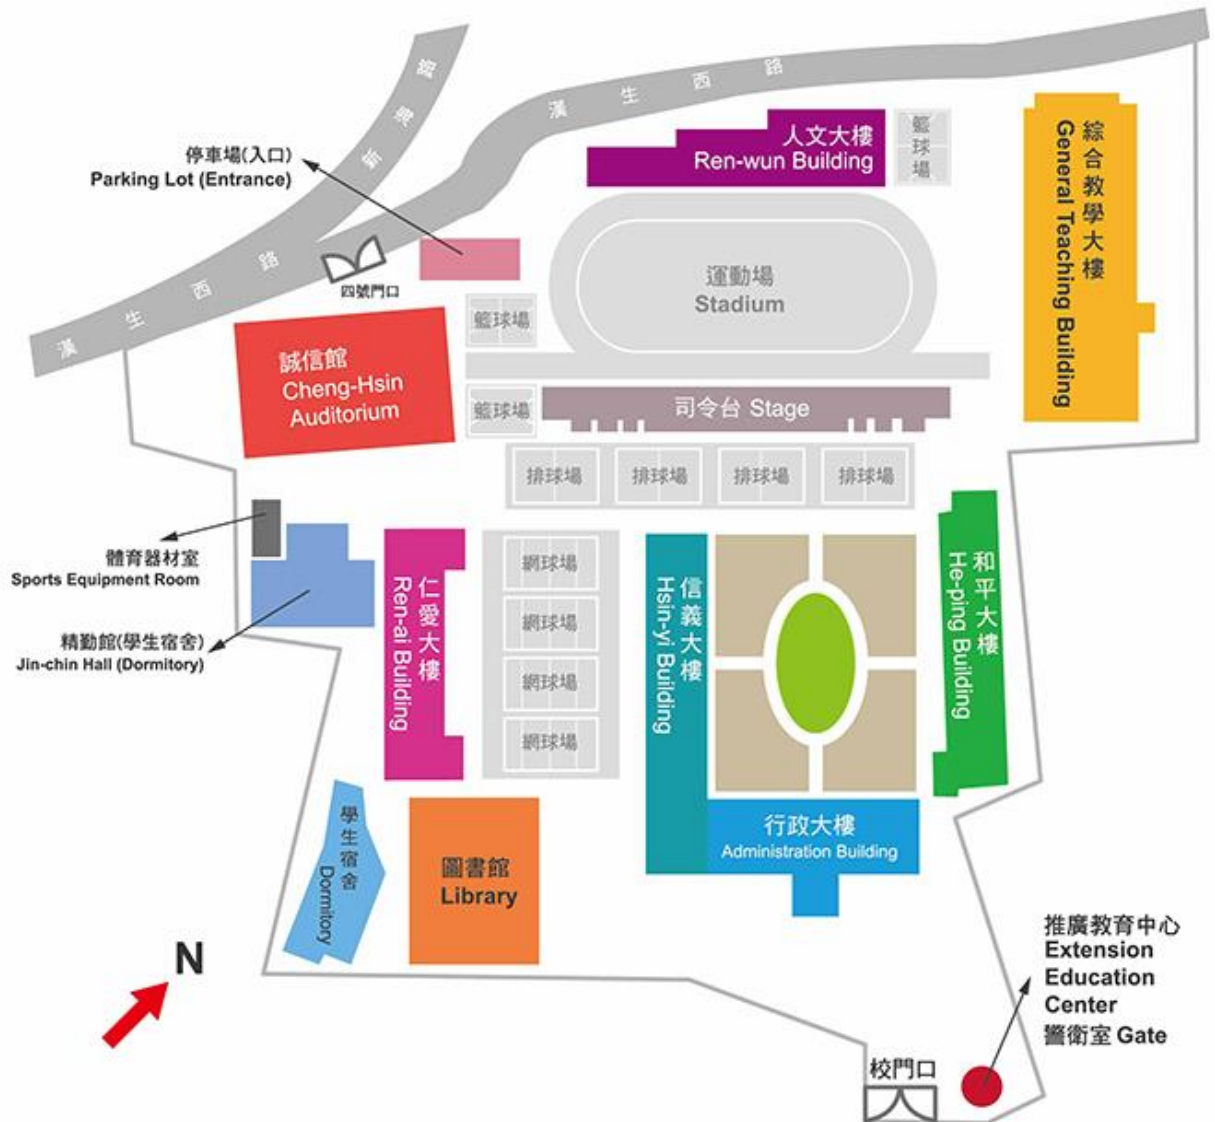 館
漢
新
路
漢 生 西 路
漢 生 西 路
停車場(入口)
Parking Lot (Entrance)
四號門口
人文大樓
Ren-wun Building
籃球場
綜合教學大樓
General Teaching Building
運動場
Stadium
籃球場
誠信館
Cheng-Hsin
Auditorium
籃球場
司令台 Stage
排球場
排球場
排球場
排球場
體育器材室
Sports Equipment Room
精勤館(學生宿舍)
Jin-chin Hall (Dormitory)
仁愛大樓
Ren-ai Building
網球場
網球場
網球場
網球場
信義大樓
Hsin-yi Building
和平大樓
He-ping Building
學生宿舍
Dormitory
圖書館
Library
行政大樓
Administration Building
N
推廣教育中心
Extension
Education
Center
警衛室 Gate
校門口